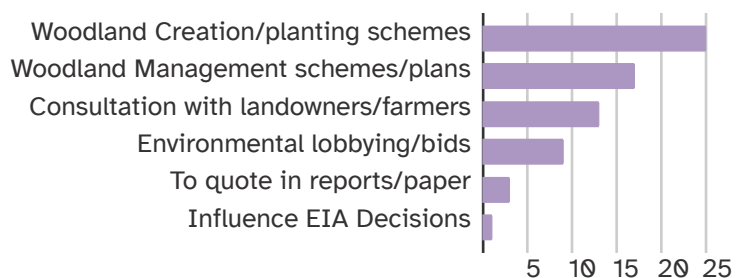 Woodland Creation/planting schemes
Woodland Management schemes/plans
Consultation with landowners/farmers
Environmental lobbying/bids
To quote in reports/paper
Influence EIA Decisions
5 10 15 20 25